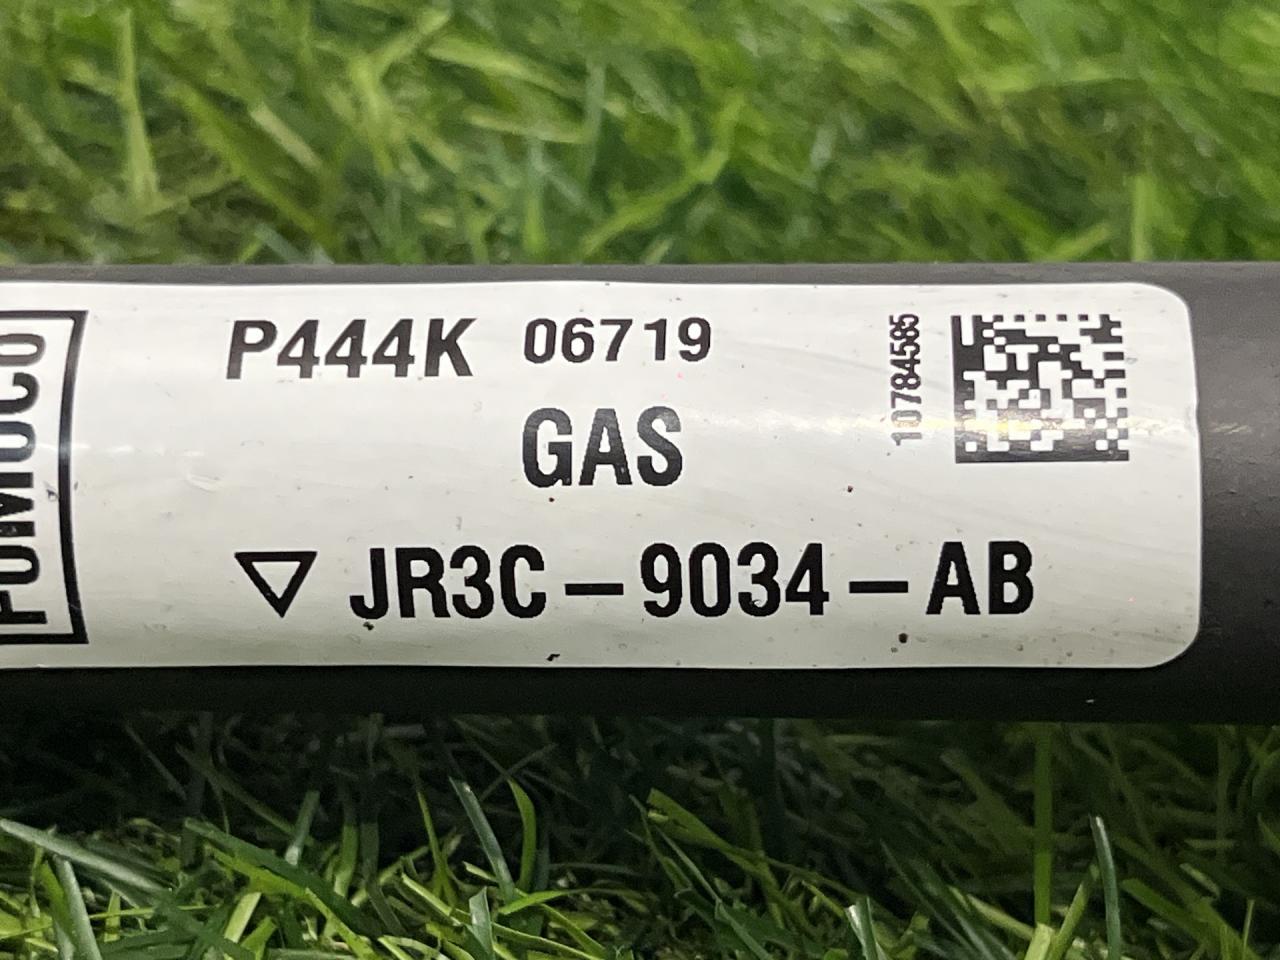 FOMOCO
P444K 06719
GAS
JR3C-9034-AB
10784585